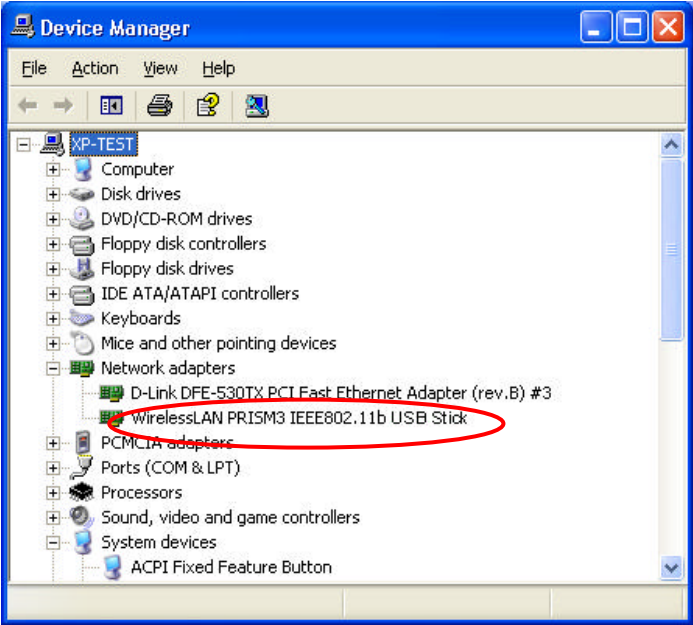 Device Manager
File Action View Help
XP-TEST
Computer
Disk drives
DVD/CD-ROM drives
Floppy disk controllers
Floppy disk drives
IDE ATA/ATAPI controllers
Keyboards
Mice and other pointing devices
Network adapters
D-Link DFE-530TX PCI Fast Ethernet Adapter (rev.B) #3
WirelessLAN PRISM3 IEEE802.11b USB Stick
PCMCIA adapters
Ports (COM & LPT)
Processors
Sound, video and game controllers
System devices
ACPI Fixed Feature Button